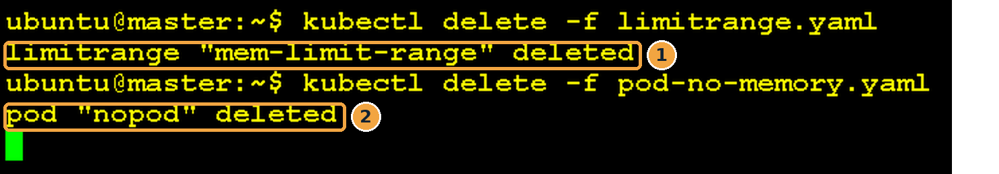 ubuntu@master:~$ kubectl delete -f limitrange.yaml
limitrange "mem-limit-range" deleted 1
ubuntu@master:~$ kubectl delete -f pod-no-memory.yaml
pod "nopod" deleted 2